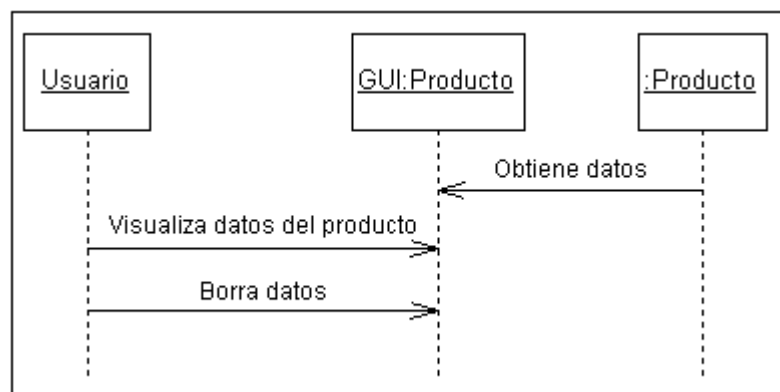 Usuario
GUI:Producto
:Producto
Obtiene datos
Visualiza datos del producto
Borra datos